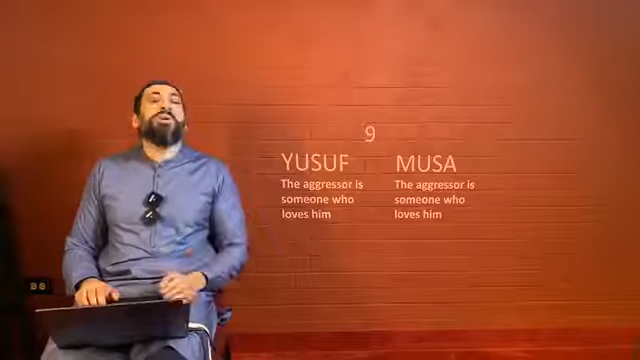 9
YUSUF
The aggressor is
someone who
loves him
MUSA
The aggressor is
someone who
loves him